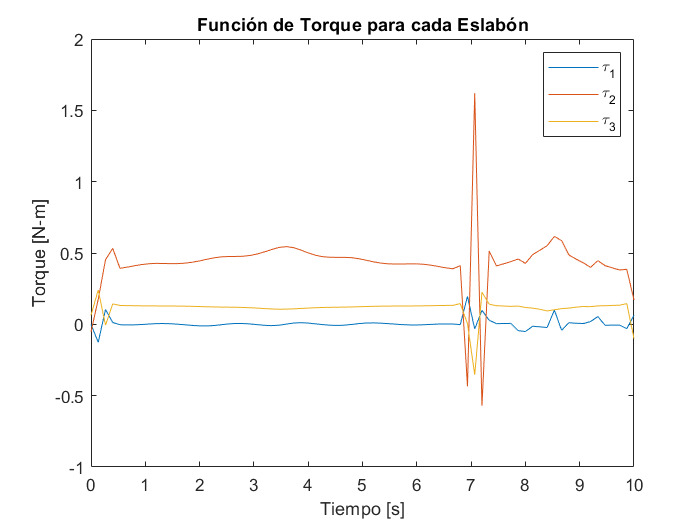 Función de Torque para cada Eslabón
2
1.5
1
0.5
0
-0.5
-1
Torque [N-m]
τ1
τ2
τ3
0 1 2 3 4 5 6 7 8 9 10
Tiempo [s]